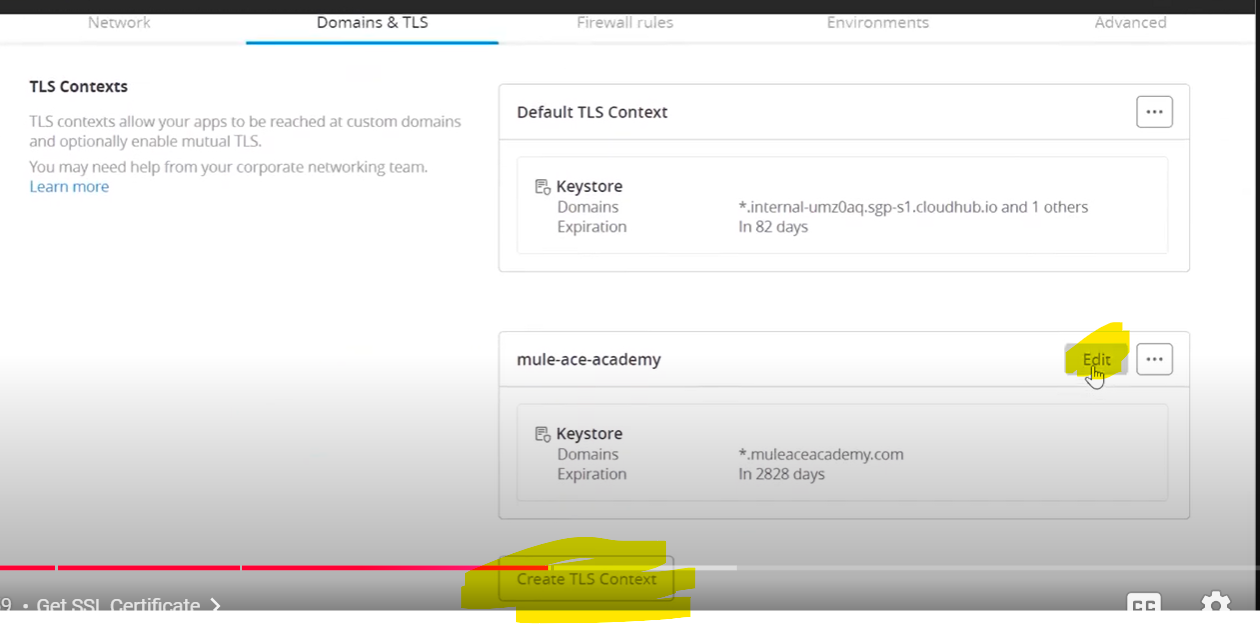 Network Domains & TLS Firewall rules Environments Advanced
TLS Contexts
TLS contexts allow your apps to be reached at custom domains
and optionally enable mutual TLS.
You may need help from your corporate networking team.
Learn more
Default TLS Context ...
Keystore
Domains *.internal-umz0aq.sgp-s1.cloudhub.io and 1 others
Expiration In 82 days
mule-ace-academy Edit ...
Keystore
Domains *.muleaceacademy.com
Expiration In 2828 days
Create TLS Context
9 • Get SSL Certificate >